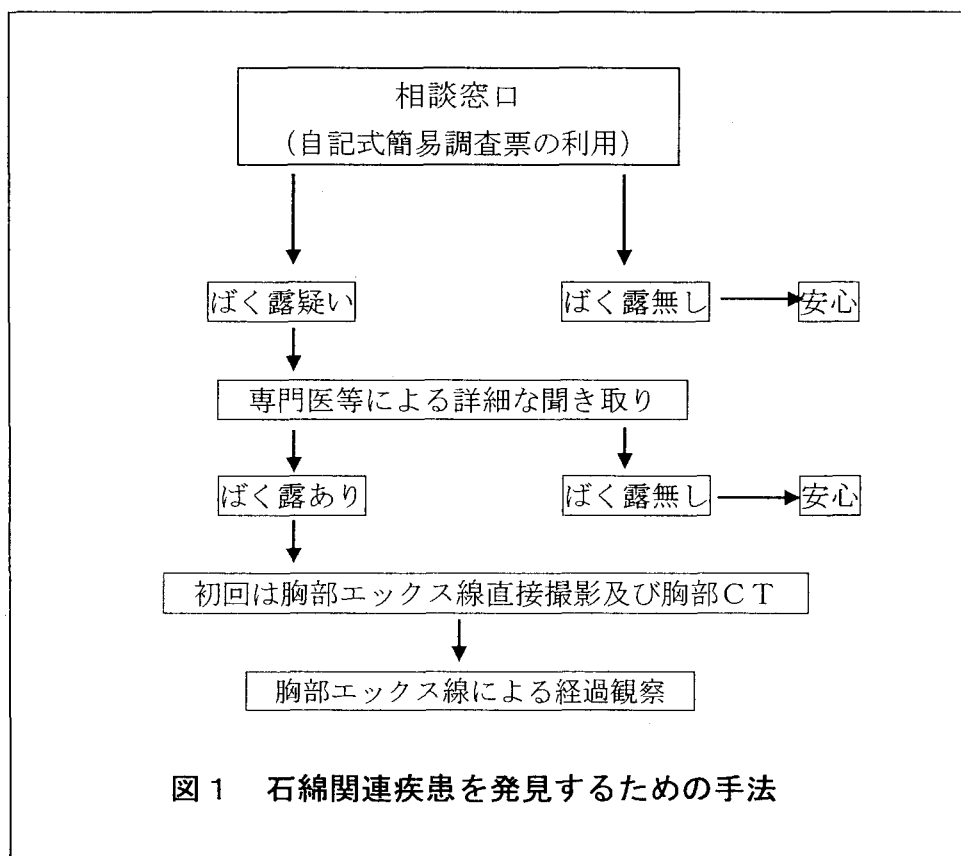 相談窓口
（自記式簡易調査票の利用）
ばく露疑い
ばく露無し
安心
専門医等による詳細な聞き取り
ばく露あり
ばく露無し
安心
初回は胸部エックス線直接撮影及び胸部ＣＴ
胸部エックス線による経過観察
図１　石綿関連疾患を発見するための手法